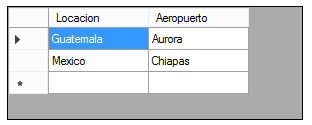 Locacion Aeropuerto
Guatemala Aurora
Mexico Chiapas